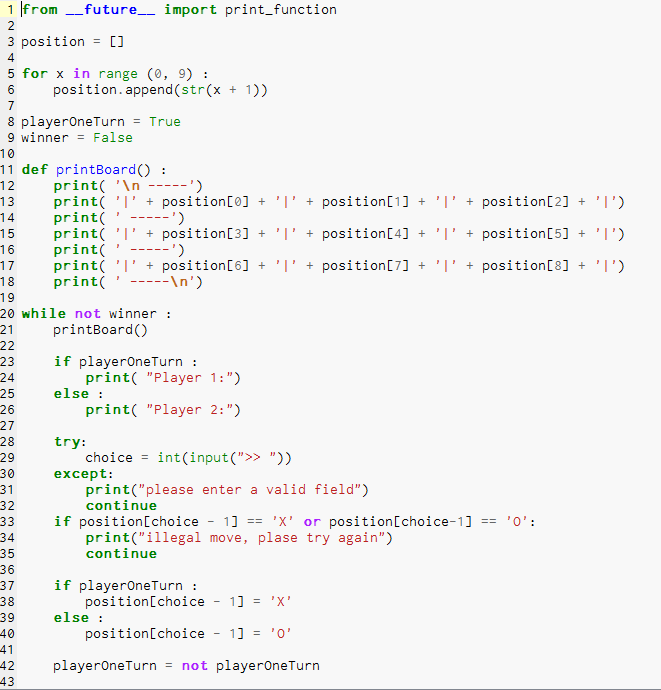 1 from __future__ import print_function
2
3 position = []
4
5 for x in range (0, 9) :
6     position.append(str(x + 1))
7
8 playerOneTurn = True
9 winner = False
10
11 def printBoard() :
12     print( '\n -----')
13     print( '|' + position[0] + '|' + position[1] + '|' + position[2] + '|')
14     print( ' -----')
15     print( '|' + position[3] + '|' + position[4] + '|' + position[5] + '|')
16     print( ' -----')
17     print( '|' + position[6] + '|' + position[7] + '|' + position[8] + '|')
18     print( ' -----\n')
19
20 while not winner :
21     printBoard()
22
23     if playerOneTurn :
24         print( "Player 1:")
25     else :
26         print( "Player 2:")
27
28     try:
29         choice = int(input(">> "))
30     except:
31         print("please enter a valid field")
32         continue
33     if position[choice - 1] == 'X' or position[choice-1] == 'O':
34         print("illegal move, plase try again")
35         continue
36
37     if playerOneTurn :
38         position[choice - 1] = 'X'
39     else :
40         position[choice - 1] = 'O'
41
42     playerOneTurn = not playerOneTurn
43